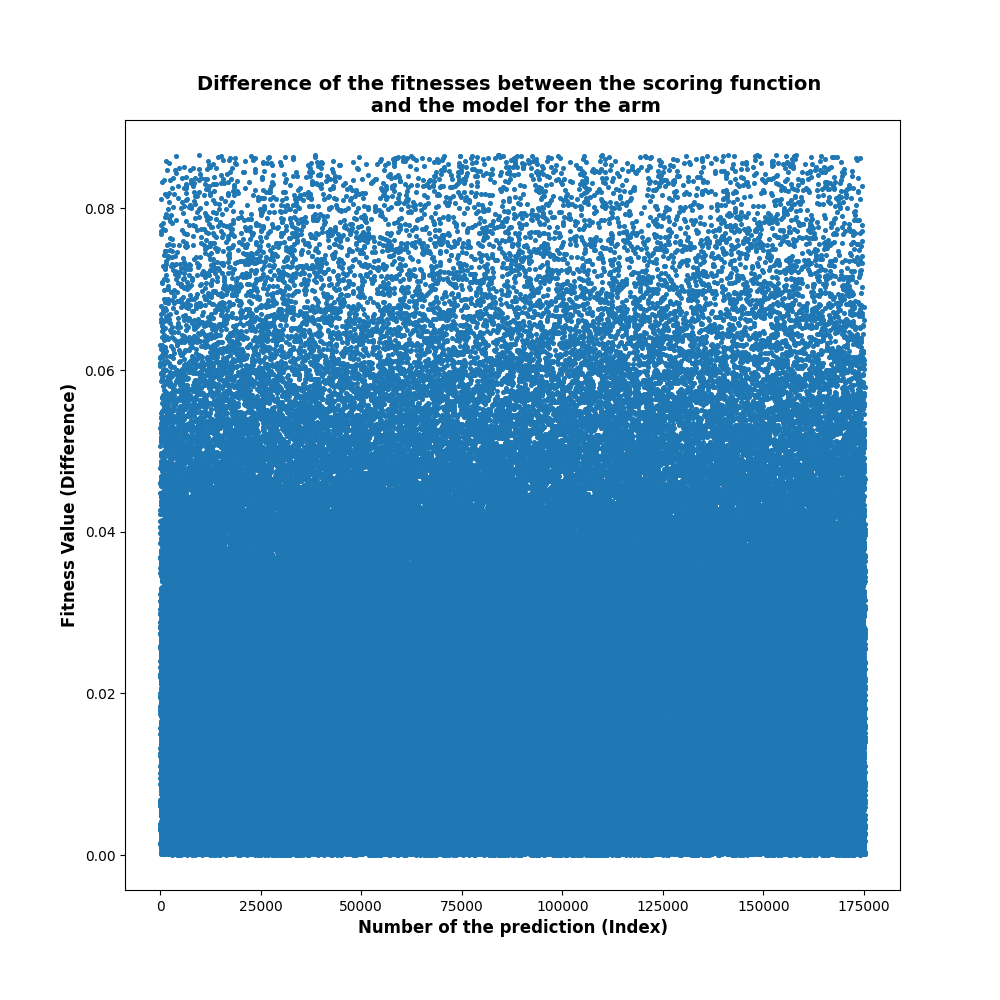 Difference of the fitnesses between the scoring function
and the model for the arm
0.08
0.06
0.04
0.02
0.00
Fitness Value (Difference)
0 25000 50000 75000 100000 125000 150000 175000
Number of the prediction (Index)